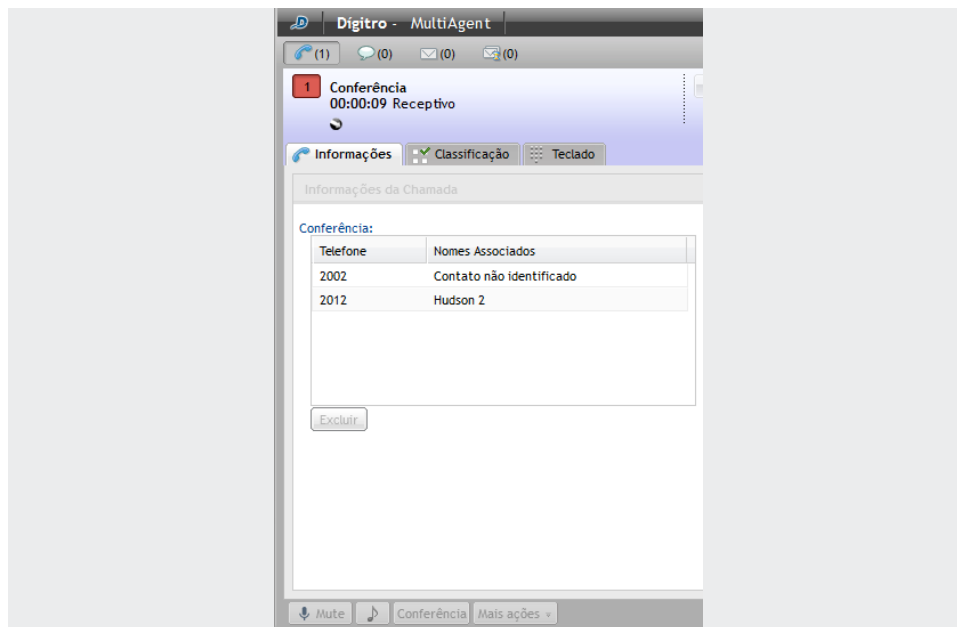 Dígitro - MultiAgent
(1) (0) (0) (0)
1 Conferência
00:00:09 Receptivo
Informações Classificação Teclado
Informações da Chamada
Conferência:
Telefone Nomes Associados
2002 Contato não identificado
2012 Hudson 2
Excluir
Mute Conferência Mais ações